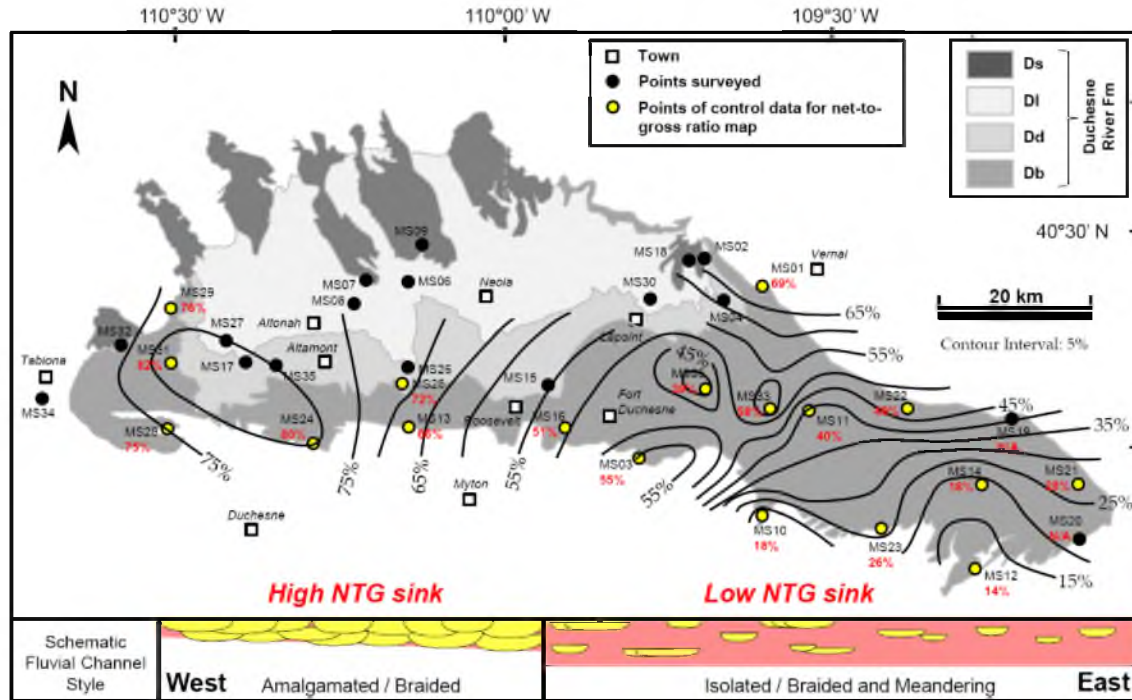 110°30' W
110°00' W
109°30' W
Town
Points surveyed
Points of control data for net-to-
gross ratio map
Ds
Dl
Dd
Db
Duchesne
River Fm
N
40°30' N
20 km
Contour Interval: 5%
MS09
MS18
MS02
Vernal
MS01
69%
MS07
MS06
Neola
MS30
MS08
MS04
65%
MS29
76%
Altonah
Lapoint
MS32
MS27
MS31
82%
Altamont
55%
45%
Tabiona
MS17
MS35
MS26
72%
MS15
MS34
MS33
58%
MS22
45%
Fort
Duchesne
MS11
40%
MS24
80%
MS13
66%
Roosevelt
MS16
51%
MS19
N/A
35%
75%
75%
75%
65%
55%
MS03
55%
55%
MS14
MS21
25%
Myton
Duchesne
MS10
18%
MS23
26%
MS20
N/A
MS12
14%
15%
High NTG sink
Low NTG sink
Schematic
Fluvial Channel
Style
West
Amalgamated / Braided
Isolated / Braided and Meandering
East